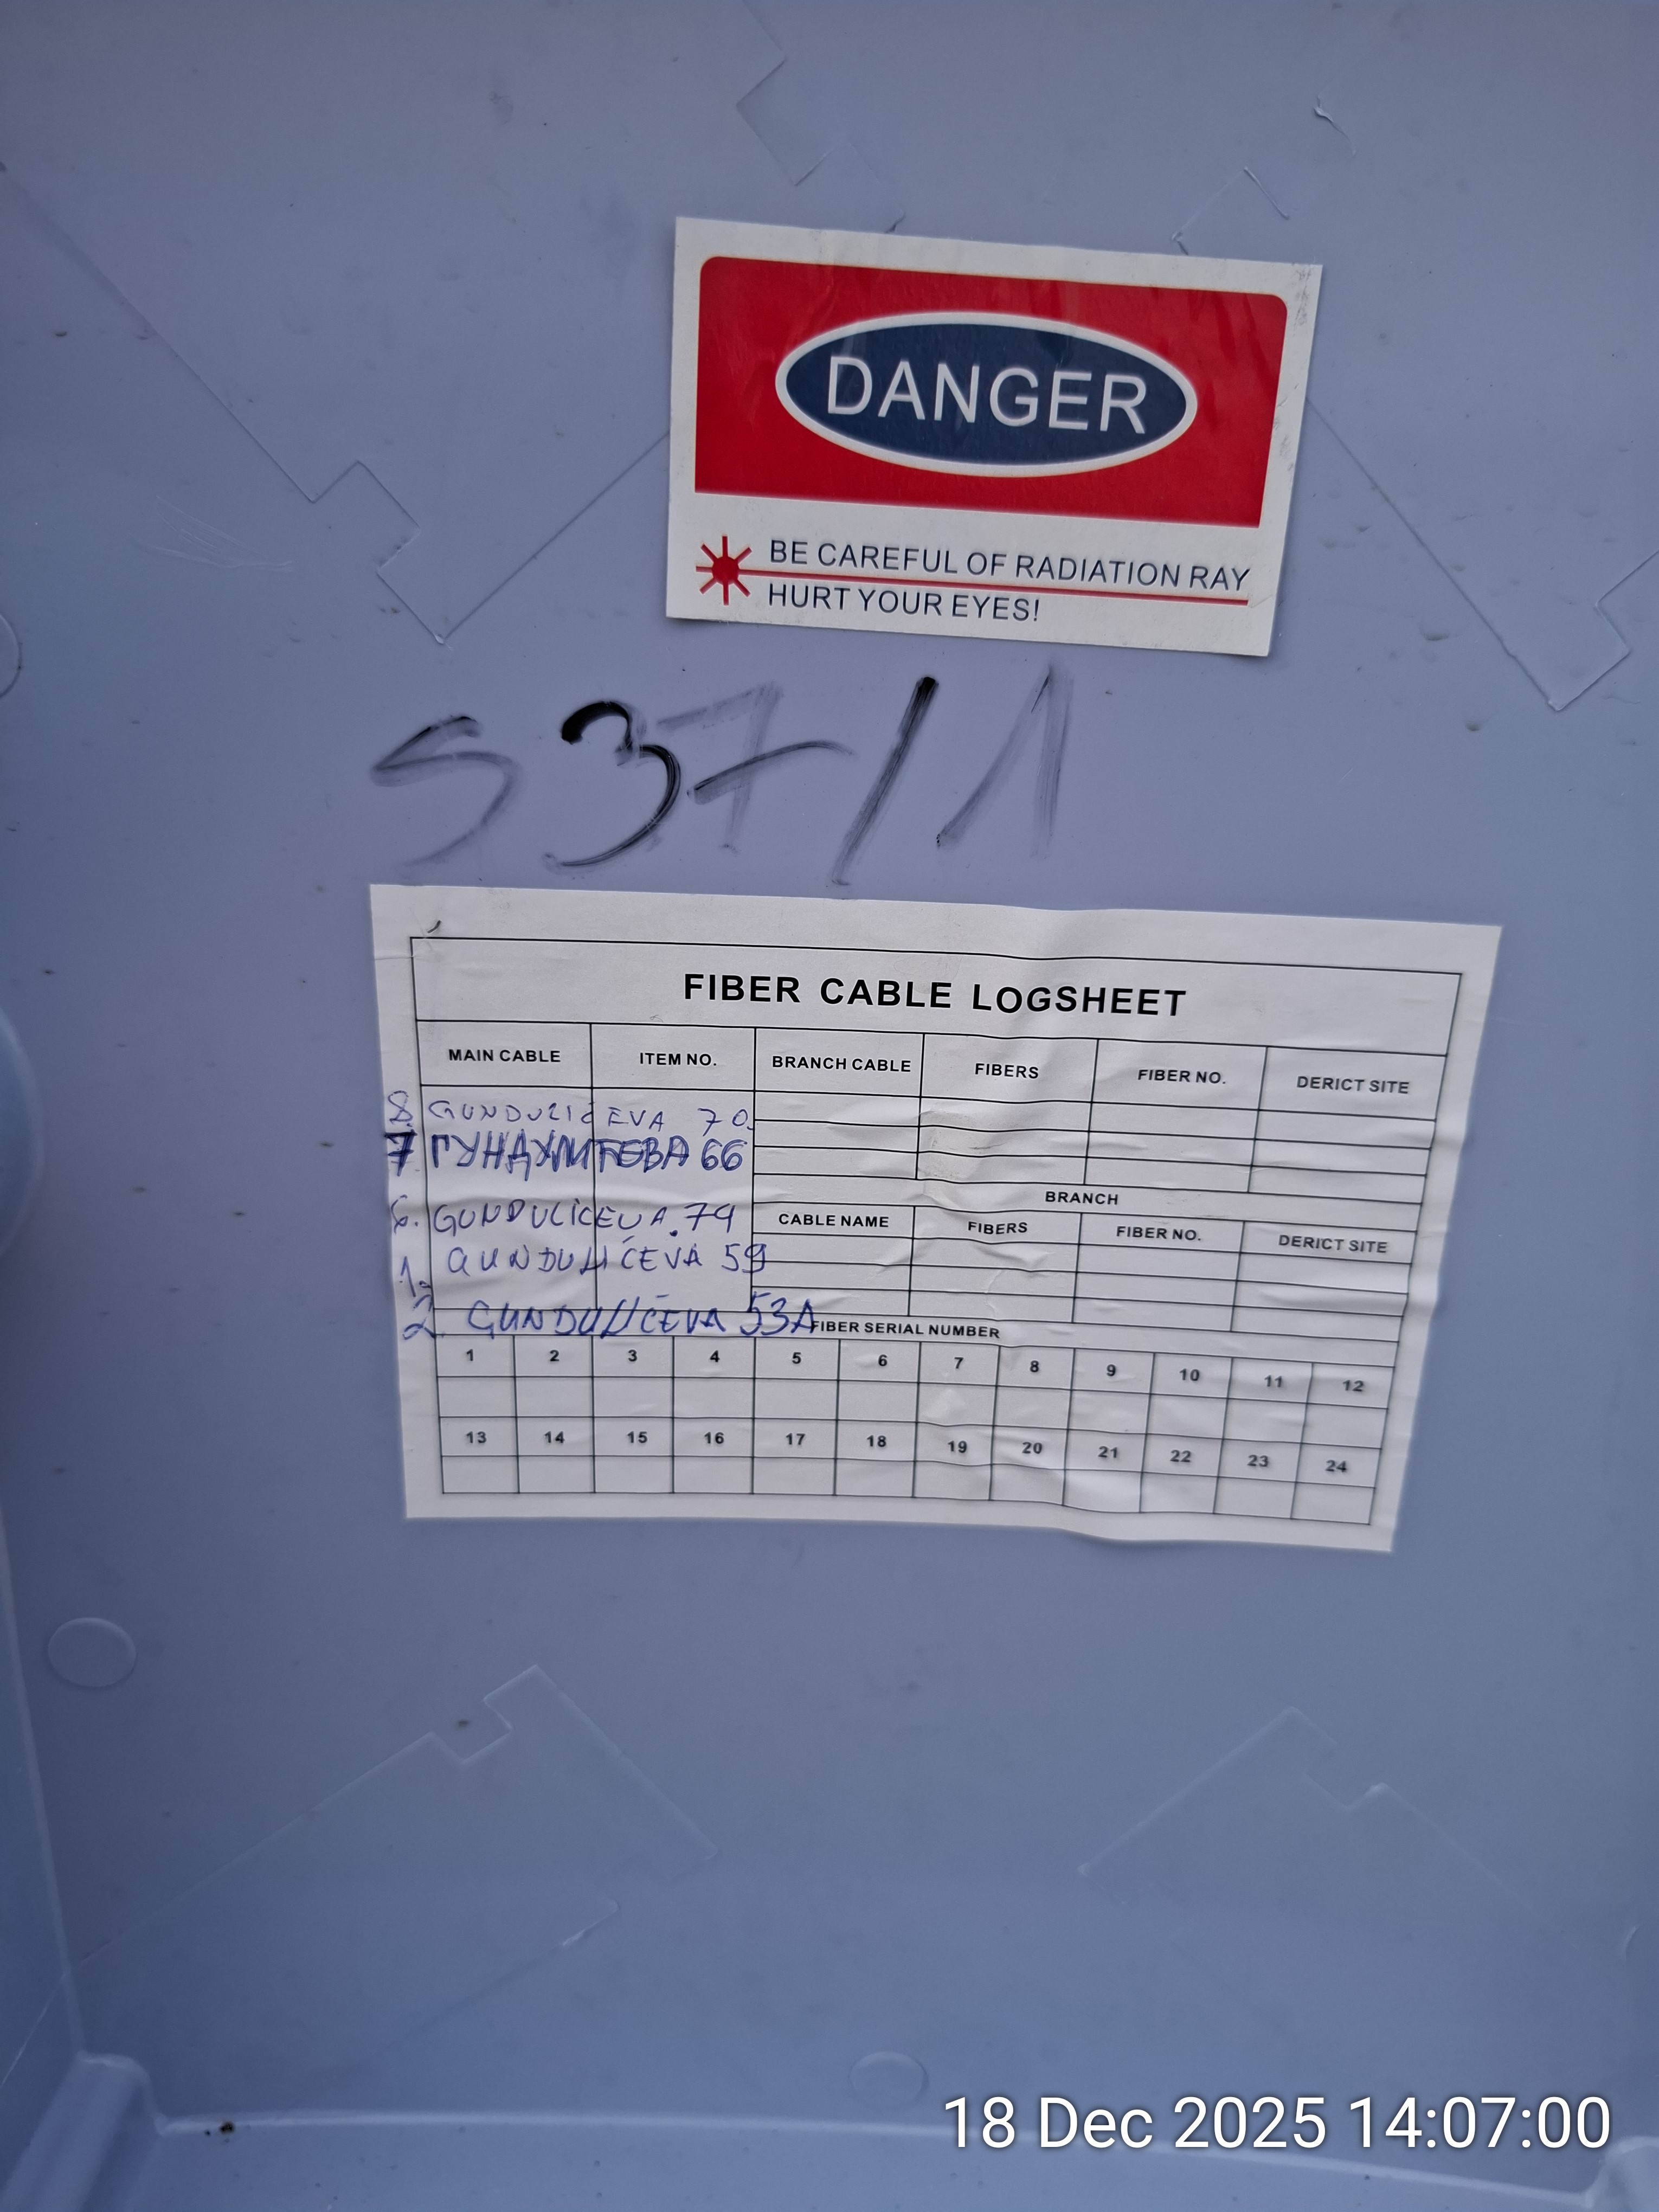 DANGER
BE CAREFUL OF RADIATION RAY
HURT YOUR EYES!
S37/1
FIBER CABLE LOGSHEET
MAIN CABLE ITEM NO. BRANCH CABLE FIBERS FIBER NO. DERICT SITE
8. GUNDULIĆEVA 70
7 ГУНДУЛИЋЕВА 66
BRANCH
6. GUNDULIĆEVA 79
CABLE NAME FIBERS FIBER NO. DERICT SITE
1. GUNDULIĆEVA 59
2. GUNDULIĆEVA 53A
FIBER SERIAL NUMBER
1 2 3 4 5 6 7 8 9 10 11 12
13 14 15 16 17 18 19 20 21 22 23 24
18 Dec 2025 14:07:00